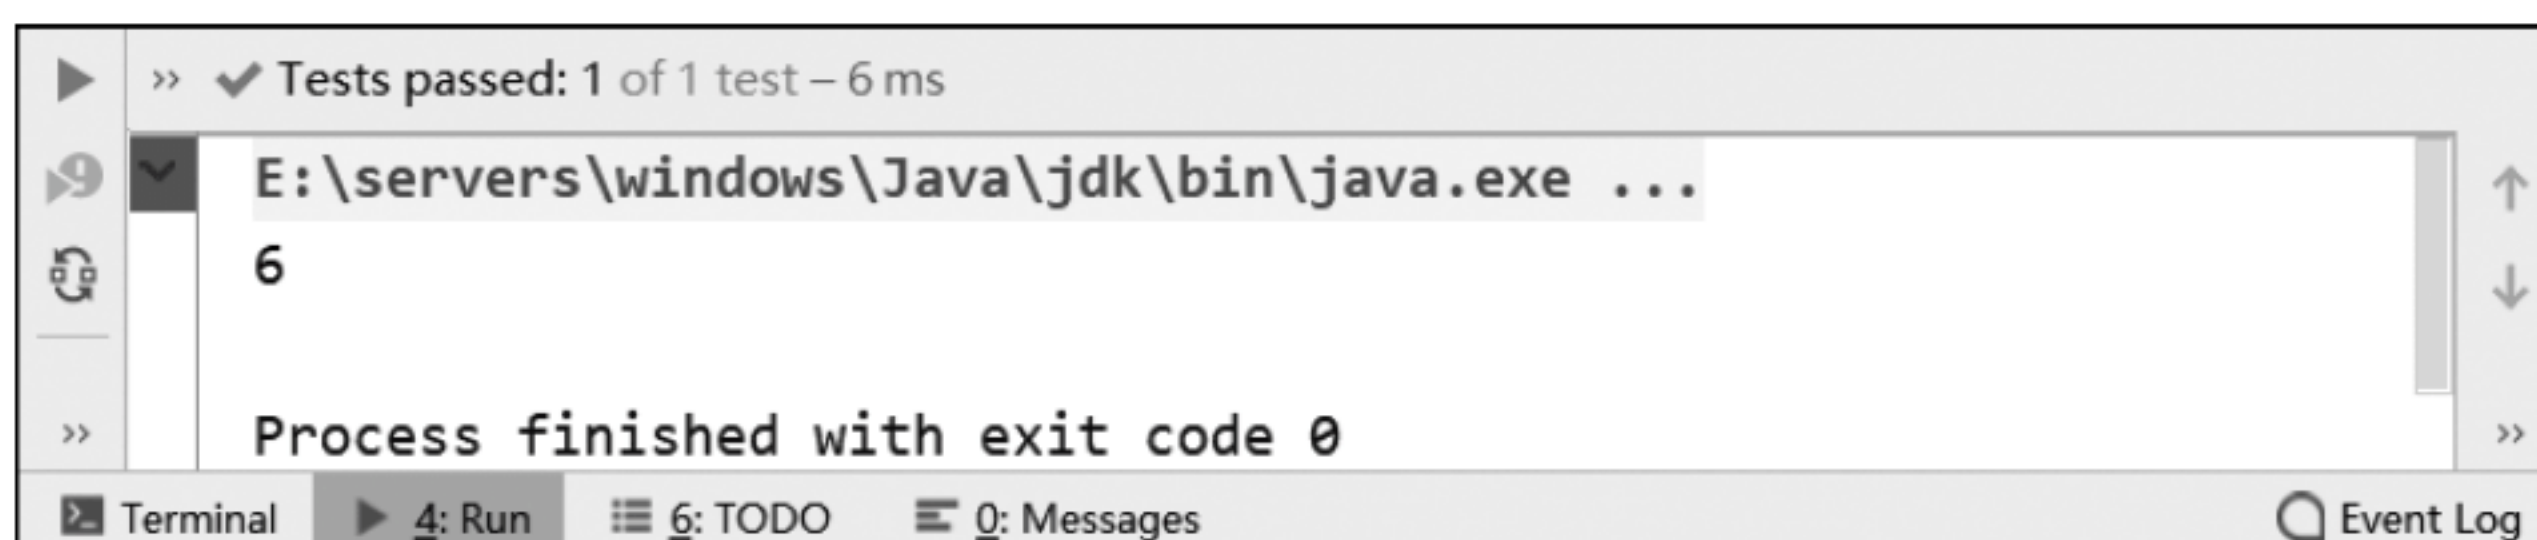 >> Tests passed: 1 of 1 test – 6 ms
E:\servers\windows\Java\jdk\bin\java.exe ...
6
Process finished with exit code 0
Terminal 4: Run 6: TODO 0: Messages Event Log